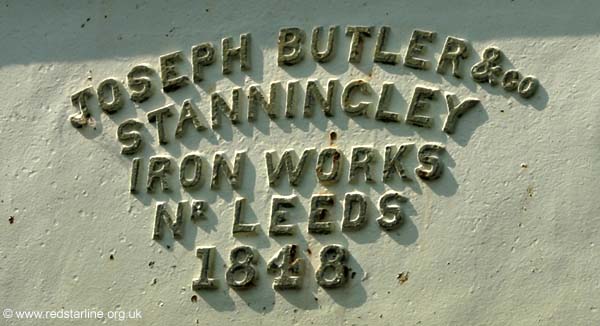 JOSEPH BUTLER & CO
STANNINGLEY
IRON WORKS
NR LEEDS
1848
© www.redstarline.org.uk